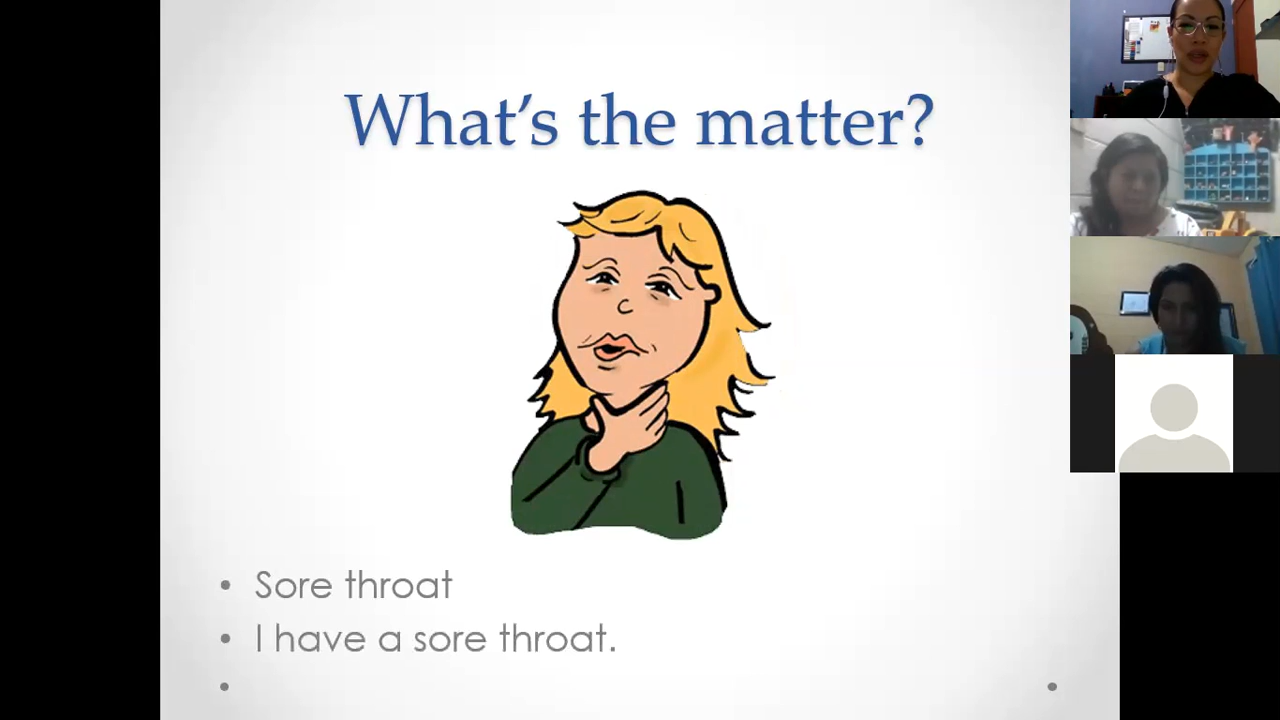 What's the matter?
• Sore throat
• I have a sore throat.